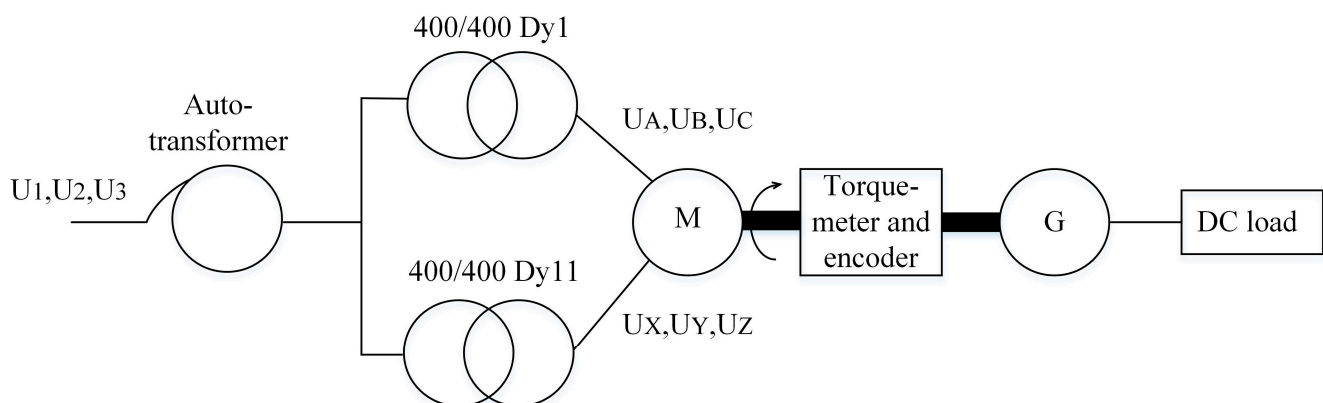 400/400 Dy1
Auto-
transformer
U1,U2,U3
UA,UB,UC
M
Torque-
meter and
encoder
G
DC load
400/400 Dy11
UX,UY,UZ